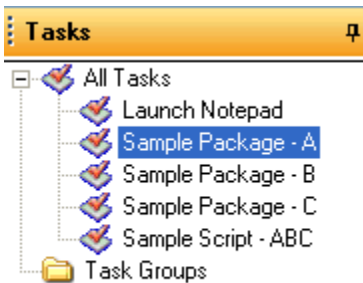 Tasks
All Tasks
Launch Notepad
Sample Package - A
Sample Package - B
Sample Package - C
Sample Script - ABC
Task Groups